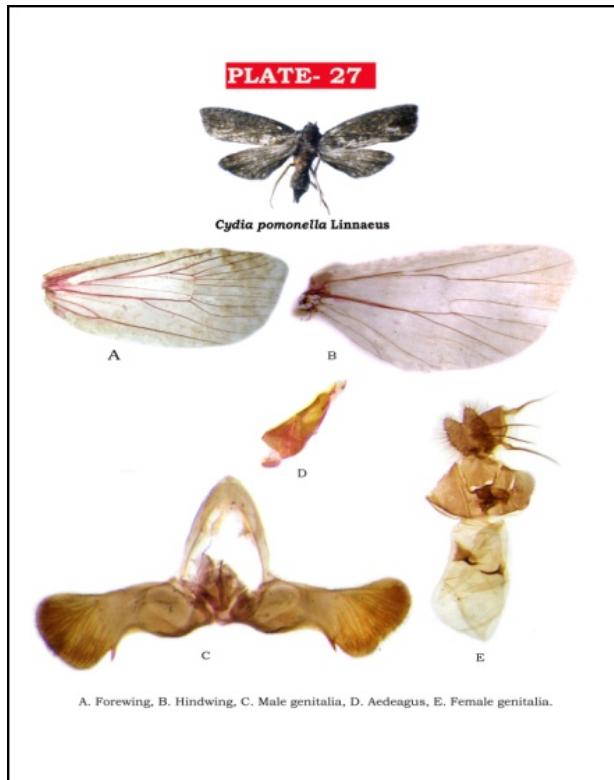 PLATE- 27
Cydia pomonella Linnaeus
A
B
D
C
E
A. Forewing, B. Hindwing, C. Male genitalia, D. Aedeagus, E. Female genitalia.